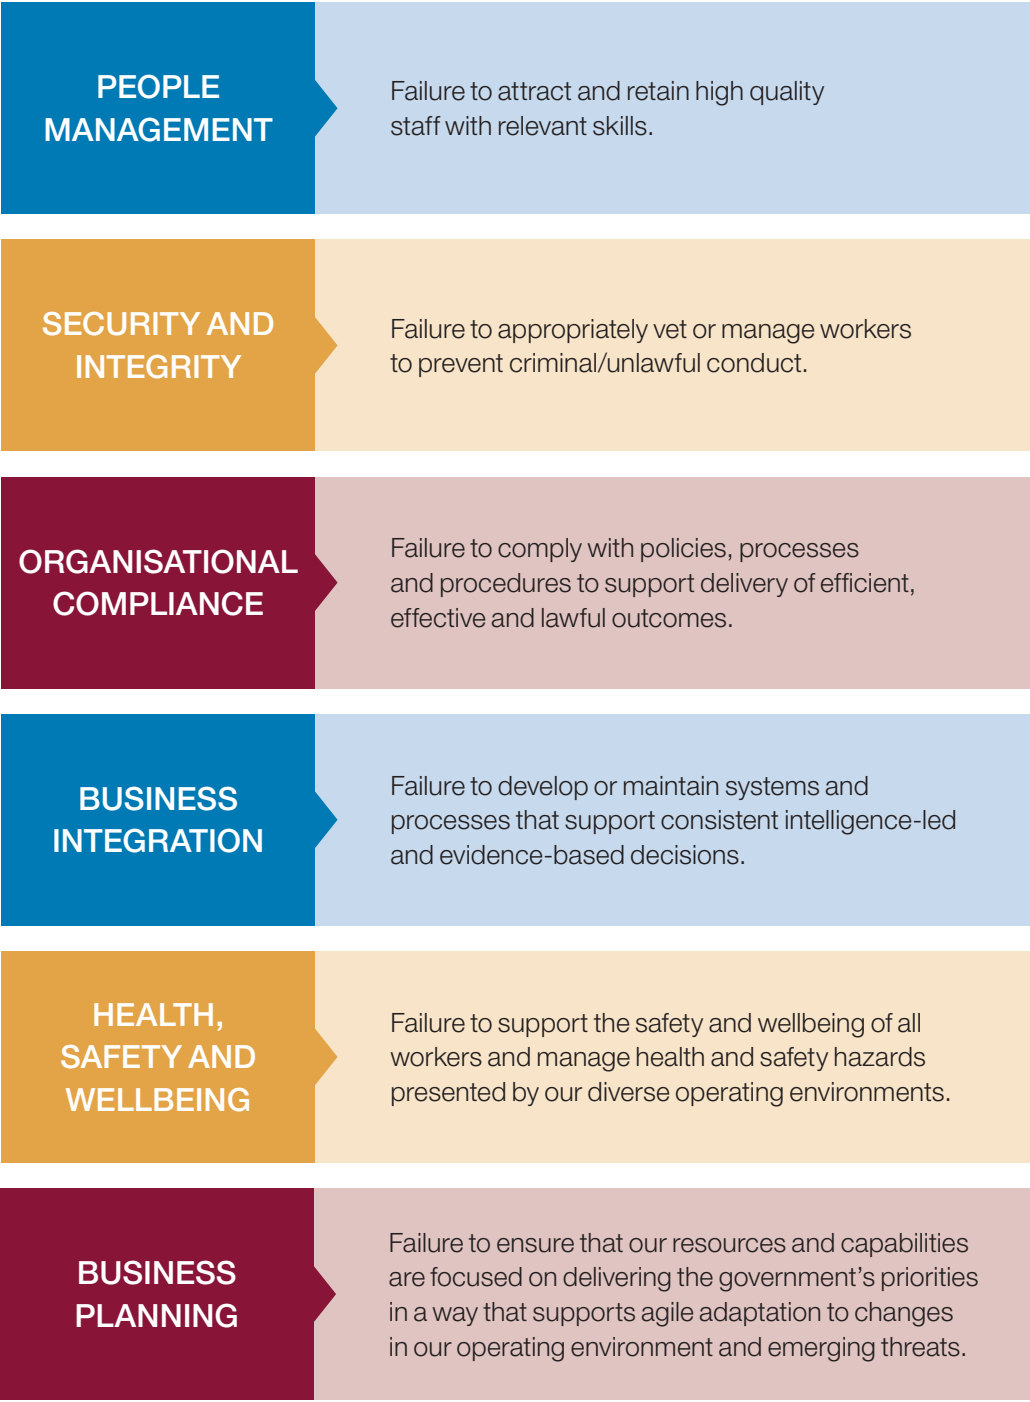 PEOPLE
MANAGEMENT
Failure to attract and retain high quality
staff with relevant skills.
SECURITY AND
INTEGRITY
Failure to appropriately vet or manage workers
to prevent criminal/unlawful conduct.
ORGANISATIONAL
COMPLIANCE
Failure to comply with policies, processes
and procedures to support delivery of efficient,
effective and lawful outcomes.
BUSINESS
INTEGRATION
Failure to develop or maintain systems and
processes that support consistent intelligence-led
and evidence-based decisions.
HEALTH,
SAFETY AND
WELLBEING
Failure to support the safety and wellbeing of all
workers and manage health and safety hazards
presented by our diverse operating environments.
BUSINESS
PLANNING
Failure to ensure that our resources and capabilities
are focused on delivering the government’s priorities
in a way that supports agile adaptation to changes
in our operating environment and emerging threats.